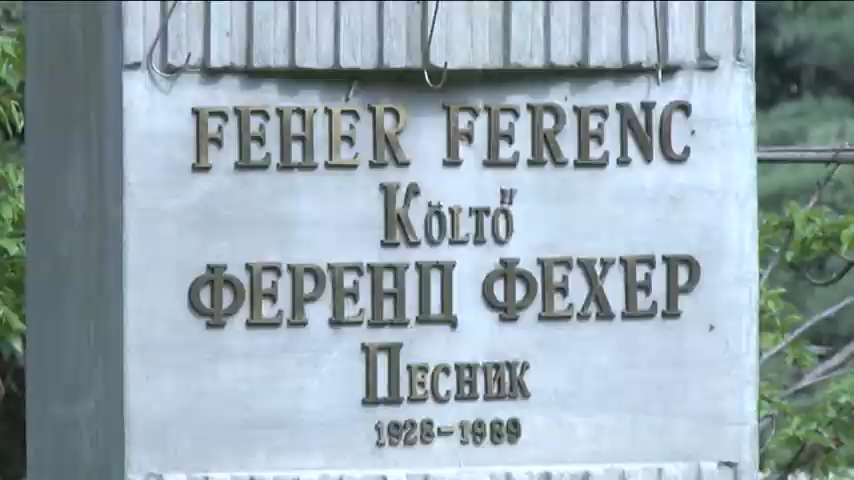 FEHÉR FERENC
Költő
ФЕРЕНЦ ФЕХЕР
Песник
1928-1989